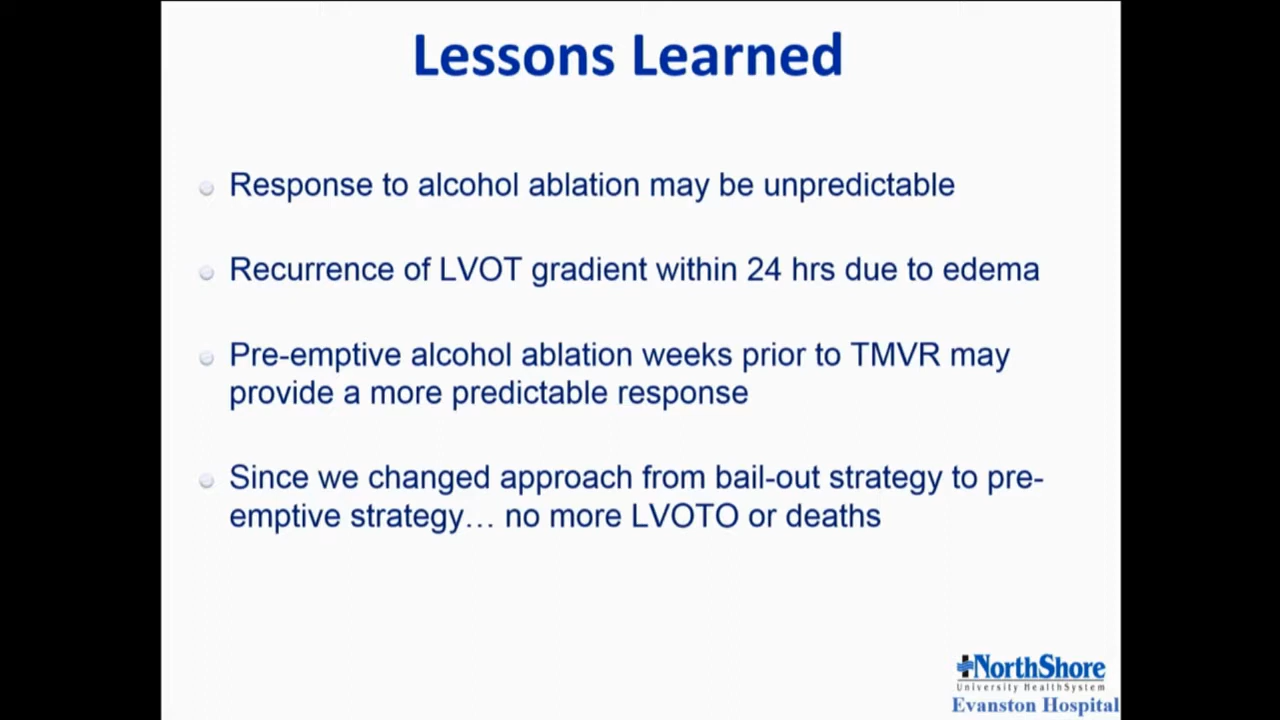 Lessons Learned
Response to alcohol ablation may be unpredictable
Recurrence of LVOT gradient within 24 hrs due to edema
Pre-emptive alcohol ablation weeks prior to TMVR may
provide a more predictable response
Since we changed approach from bail-out strategy to pre-
emptive strategy... no more LVOTO or deaths
NorthShore
University HealthSystem
Evanston Hospital